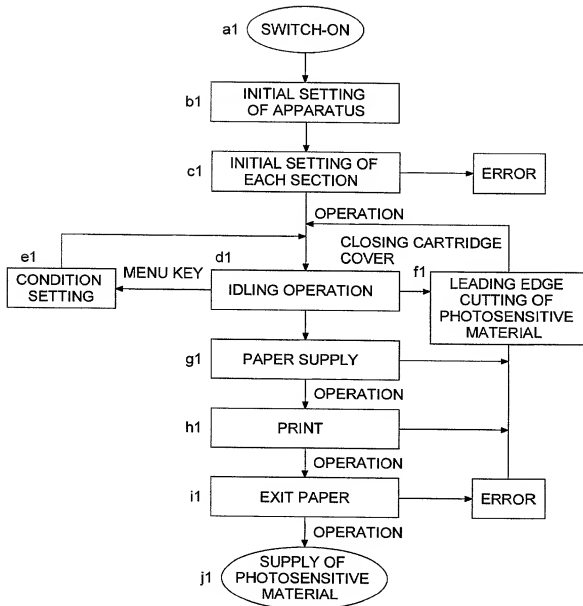 a1 SWITCH-ON
b1 INITIAL SETTING
OF APPARATUS
c1 INITIAL SETTING OF
EACH SECTION
ERROR
OPERATION
e1
CONDITION
SETTING
MENU KEY
d1
IDLING OPERATION
CLOSING CARTRIDGE
COVER
f1
LEADING EDGE
CUTTING OF
PHOTOSENSITIVE
MATERIAL
g1 PAPER SUPPLY
OPERATION
h1 PRINT
OPERATION
i1 EXIT PAPER
ERROR
OPERATION
j1 SUPPLY OF
PHOTOSENSITIVE
MATERIAL